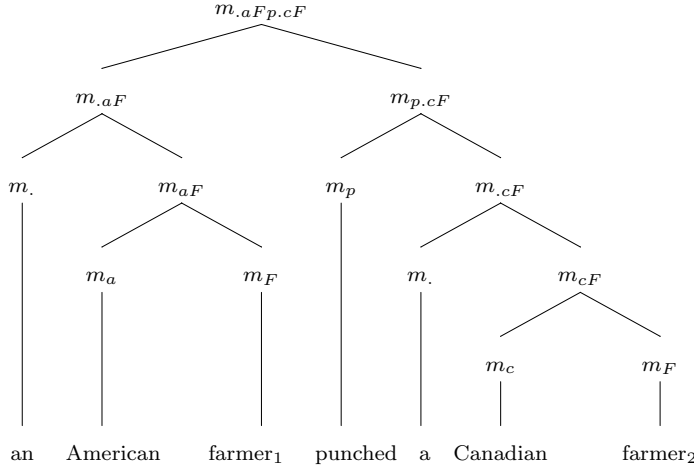 m.aFp.cF
m.aF mp.cF
m. maF mp m.cF
ma mF m. mcF
mc mF
an American farmer1 punched a Canadian farmer2